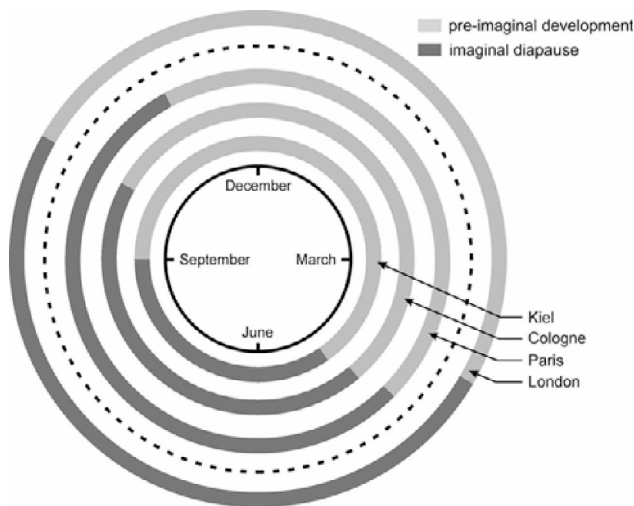 pre-imaginal development
imaginal diapause
December
September
March
June
Kiel
Cologne
Paris
London